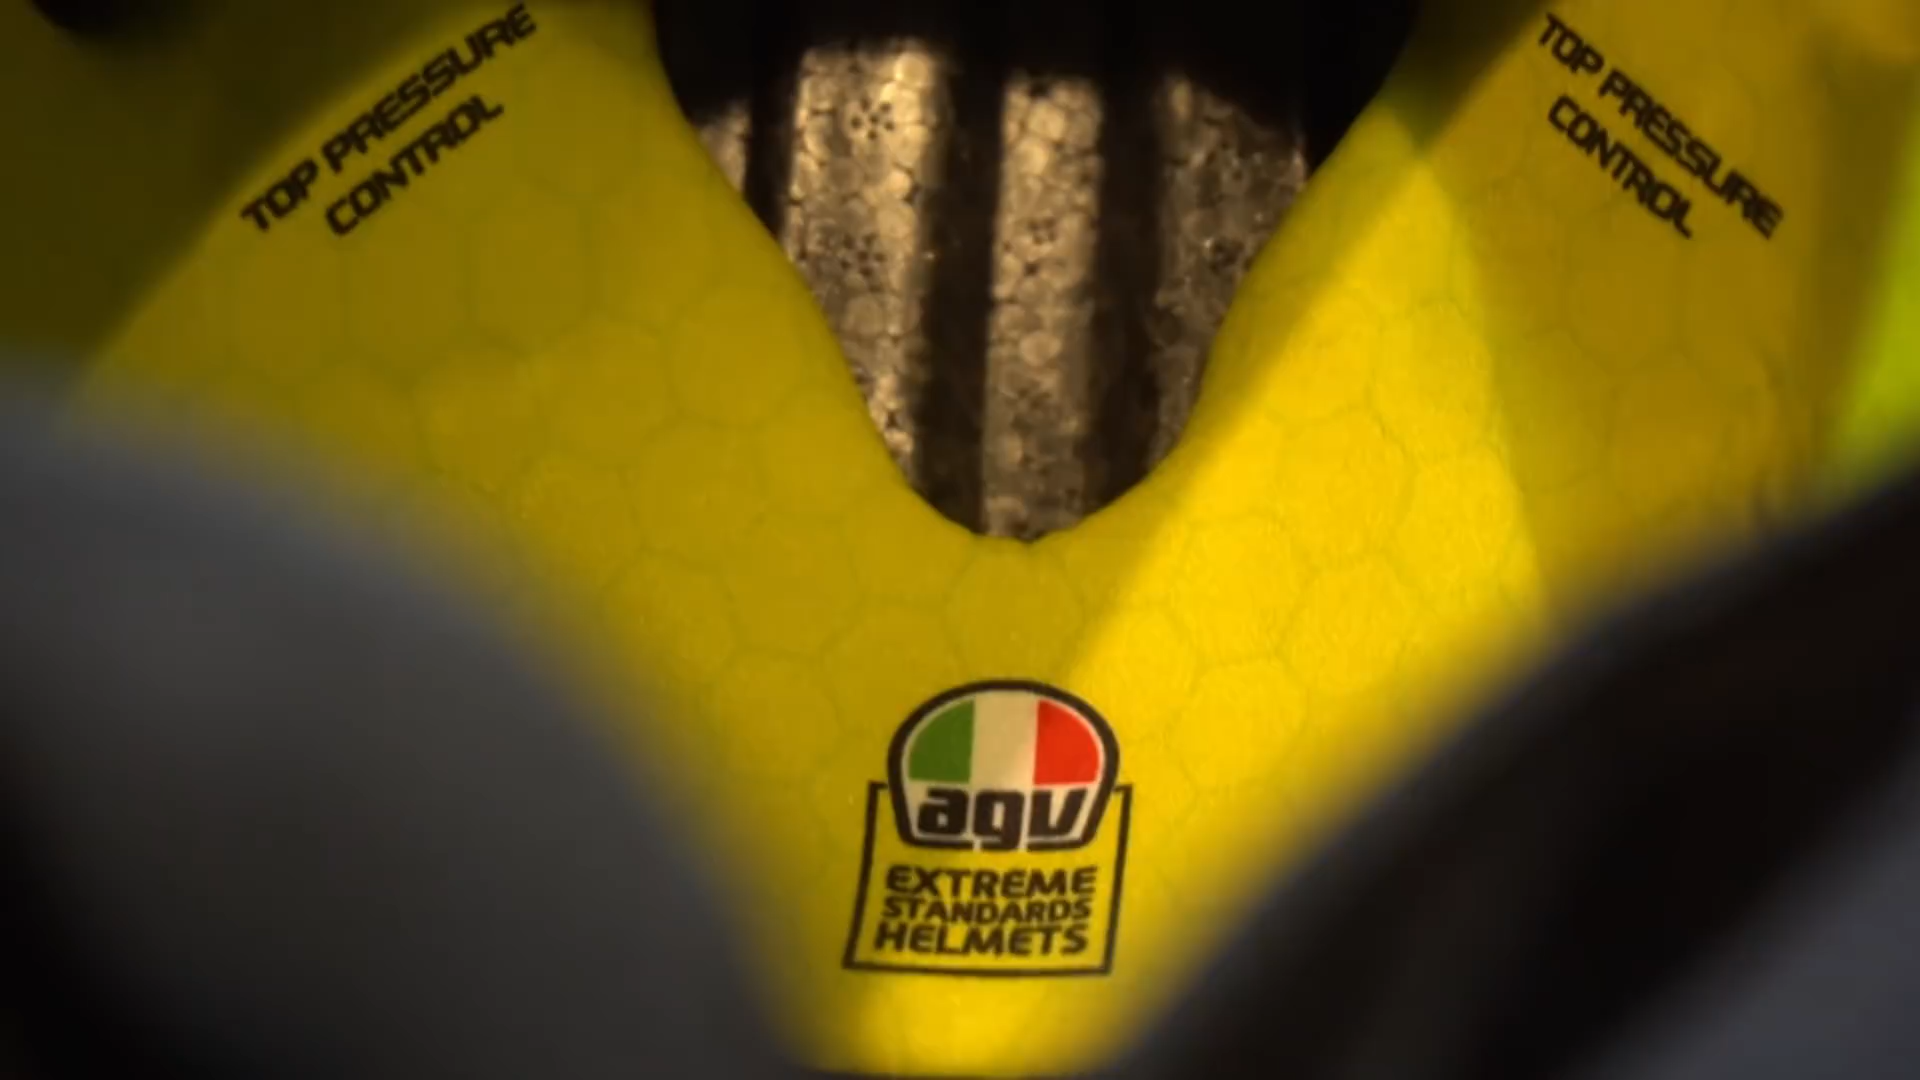 TOP PRESSURE
CONTROL
TOP PRESSURE
CONTROL
agv
EXTREME
STANDARDS
HELMETS